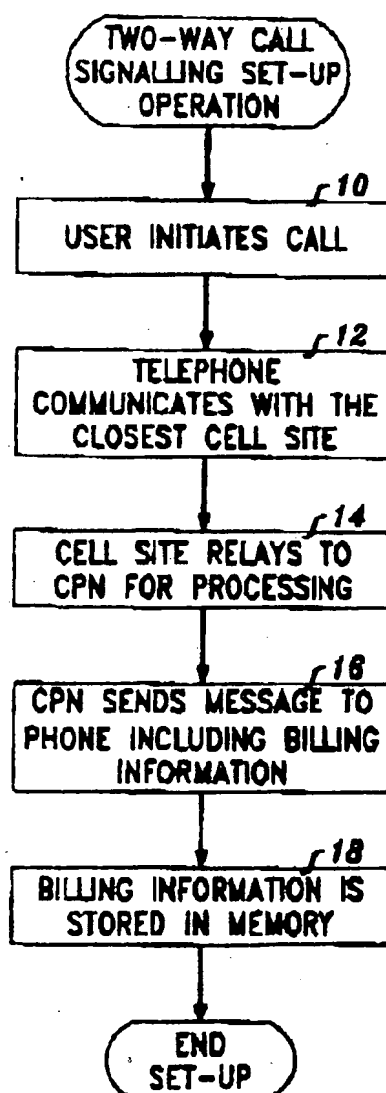 TWO-WAY CALL
SIGNALLING SET-UP
OPERATION
10
USER INITIATES CALL
12
TELEPHONE
COMMUNICATES WITH THE
CLOSEST CELL SITE
14
CELL SITE RELAYS TO
CPN FOR PROCESSING
16
CPN SENDS MESSAGE TO
PHONE INCLUDING BILLING
INFORMATION
18
BILLING INFORMATION IS
STORED IN MEMORY
END
SET-UP